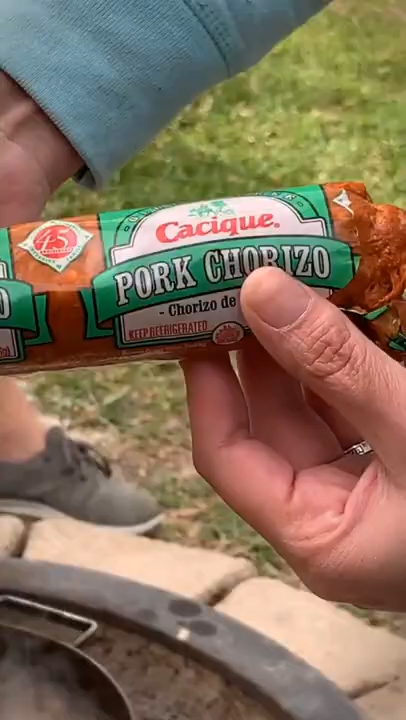 45
Cacique®
PORK CHORIZO
- Chorizo de
KEEP REFRIGERATED